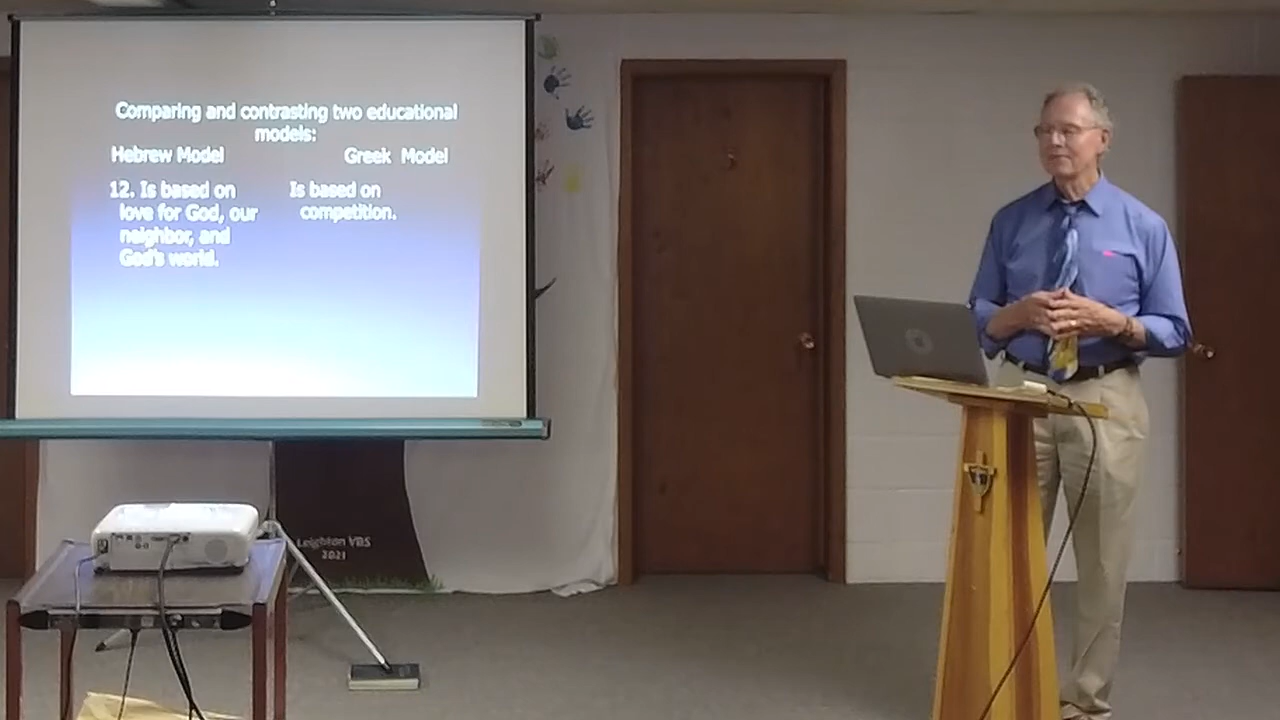 Comparing and contrasting two educational
models:
Hebrew Model
Greek Model
12. Is based on
love for God, our
neighbor, and
God's world.
Is based on
competition.
Leighton VBS
2021